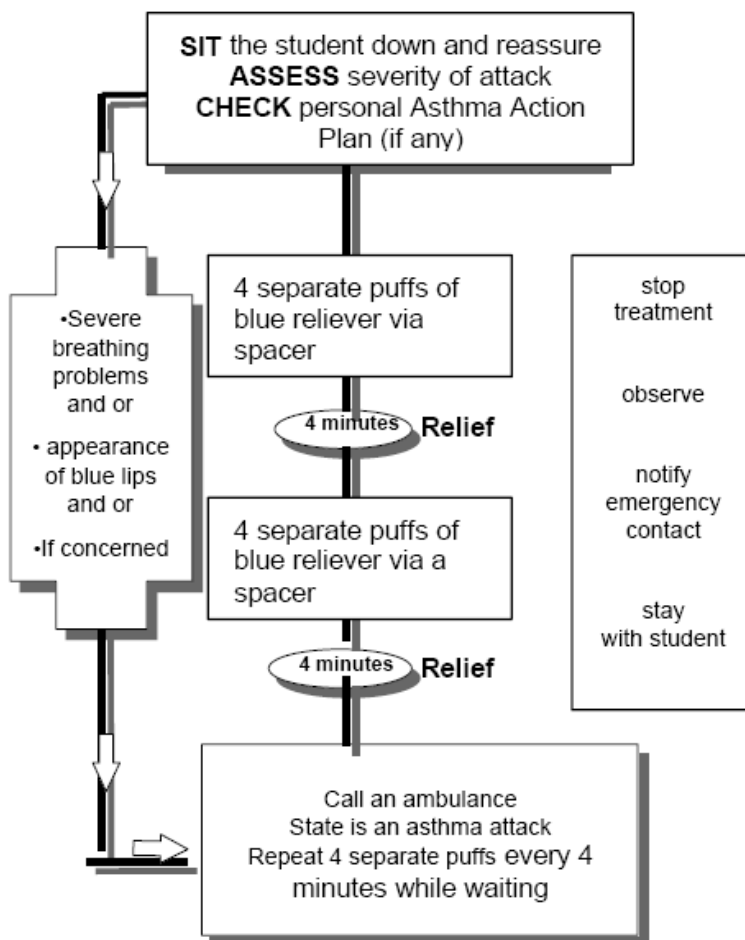 SIT the student down and reassure
ASSESS severity of attack
CHECK personal Asthma Action
Plan (if any)
•Severe
breathing
problems
and or
• appearance
of blue lips
and or
•If concerned
4 separate puffs of
blue reliever via
spacer
4 minutes Relief
4 separate puffs of
blue reliever via a
spacer
4 minutes Relief
stop
treatment
observe
notify
emergency
contact
stay
with student
Call an ambulance
State is an asthma attack
Repeat 4 separate puffs every 4
minutes while waiting